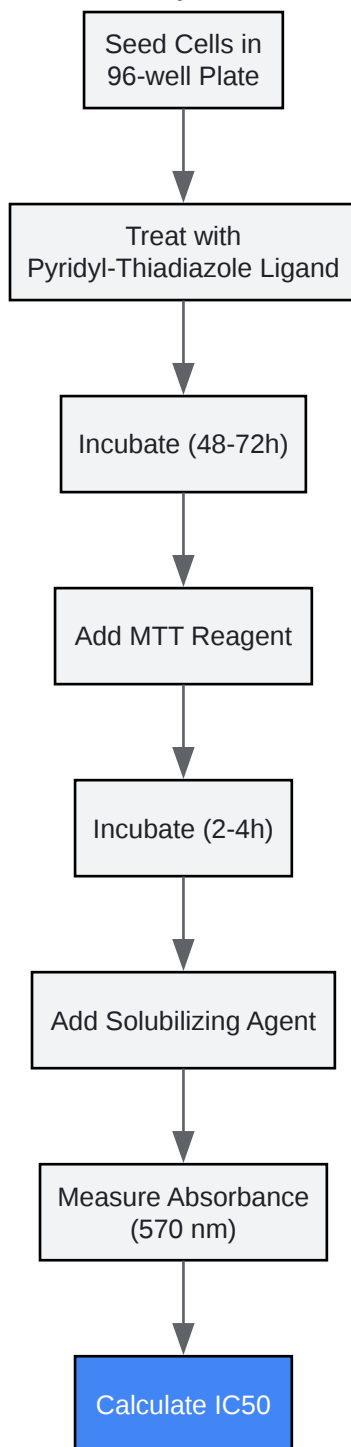 Seed Cells in
96-well Plate
Treat with
Pyridyl-Thiadiazole Ligand
Incubate (48-72h)
Add MTT Reagent
Incubate (2-4h)
Add Solubilizing Agent
Measure Absorbance
(570 nm)
Calculate IC50